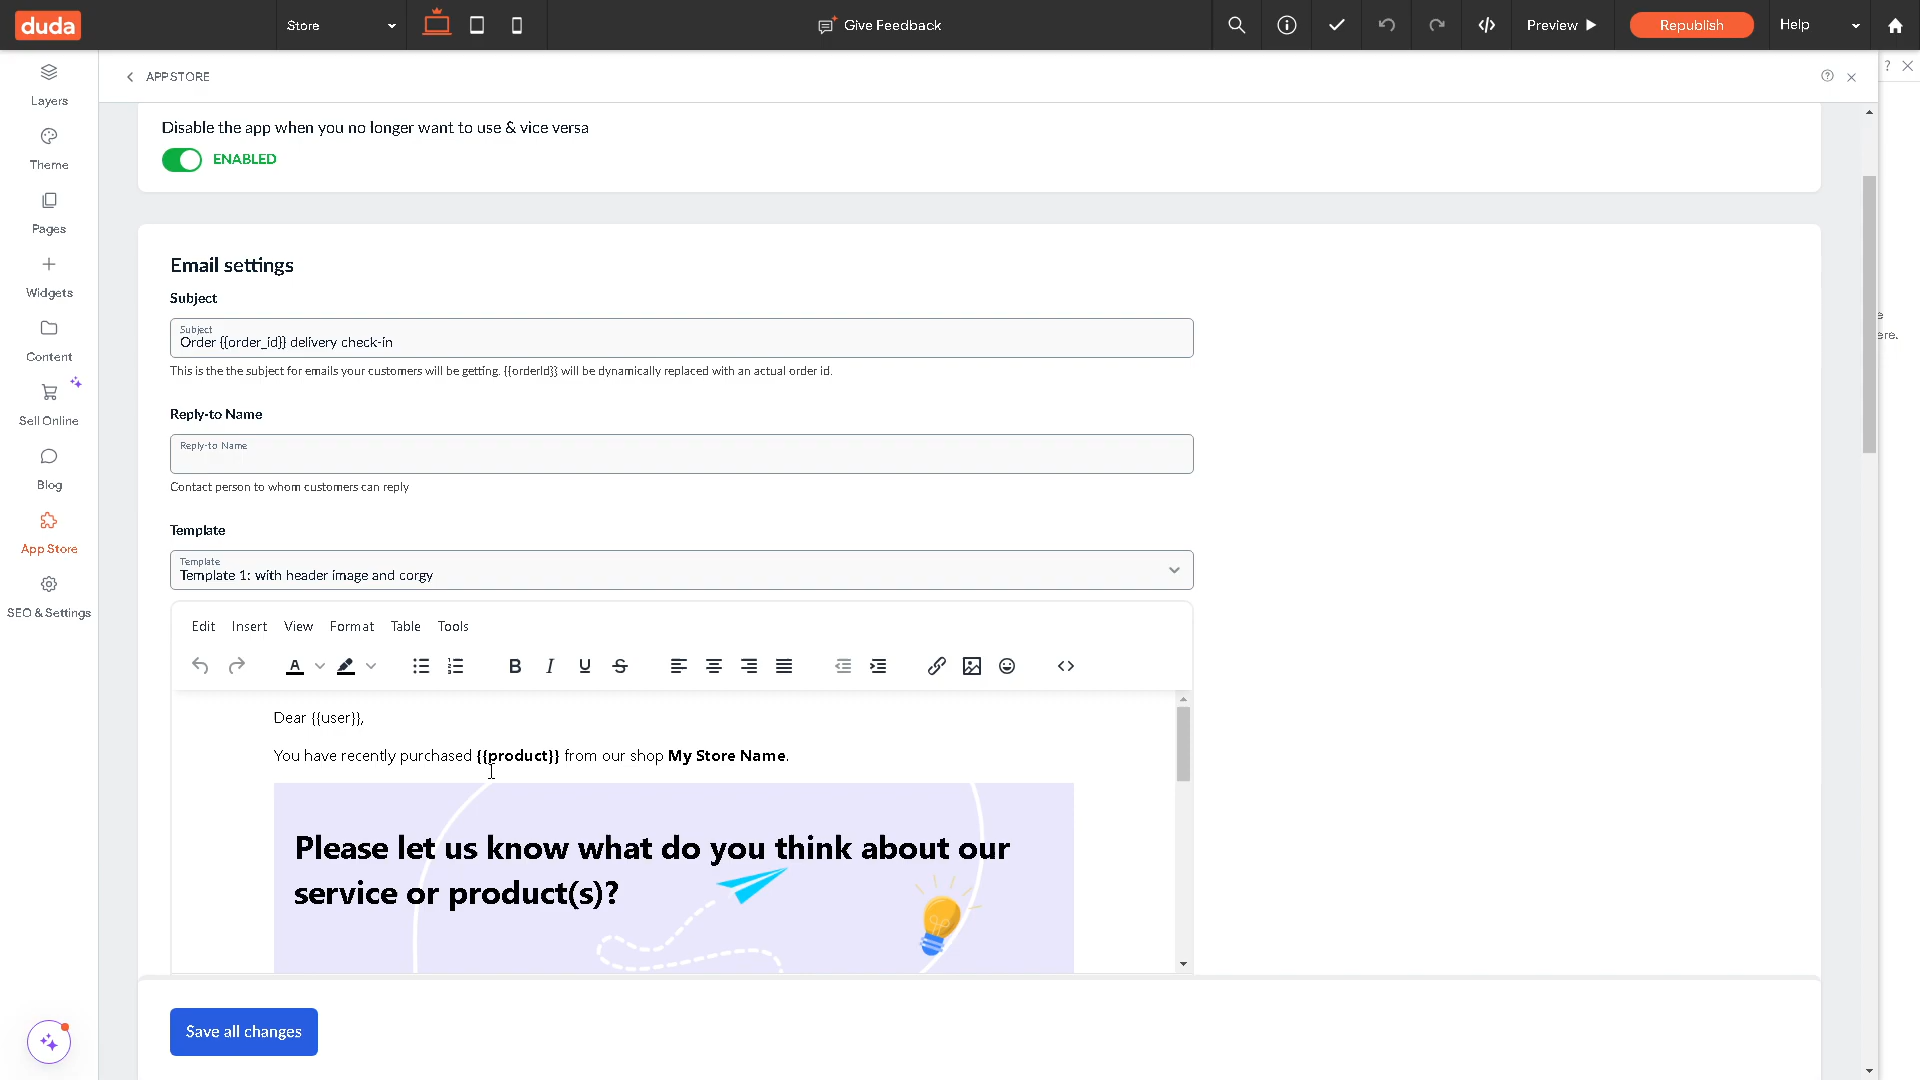 duda
Store
Give Feedback
Preview
Republish
Help
Layers
Theme
Pages
Widgets
Content
Sell Online
Blog
App Store
SEO & Settings
APP STORE
?
Disable the app when you no longer want to use & vice versa
ENABLED
Email settings
Subject
Subject
Order {{order_id}} delivery check-in
This is the the subject for emails your customers will be getting. {{orderId}} will be dynamically replaced with an actual order id.
Reply-to Name
Reply-to Name
Contact person to whom customers can reply
Template
Template
Template 1: with header image and corgy
Edit Insert View Format Table Tools
Dear {{user}},
You have recently purchased {{product}} from our shop My Store Name.
Please let us know what do you think about our
service or product(s)?
Save all changes
e
ere.